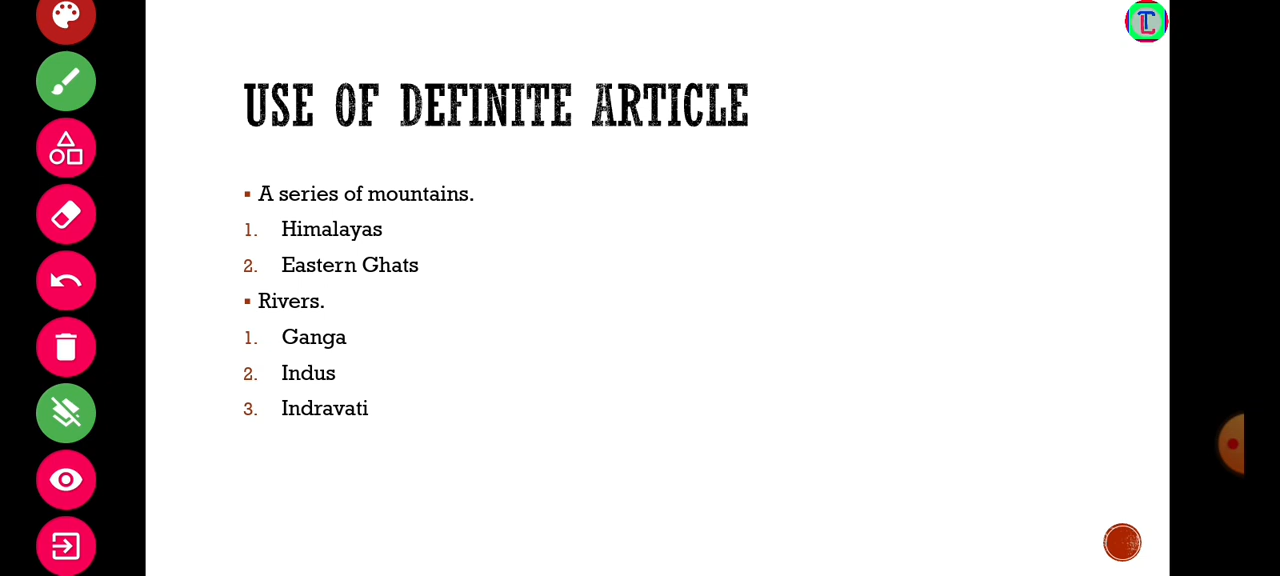 USE OF DEFINITE ARTICLE
▪ A series of mountains.
1. Himalayas
2. Eastern Ghats
▪ Rivers.
1. Ganga
2. Indus
3. Indravati